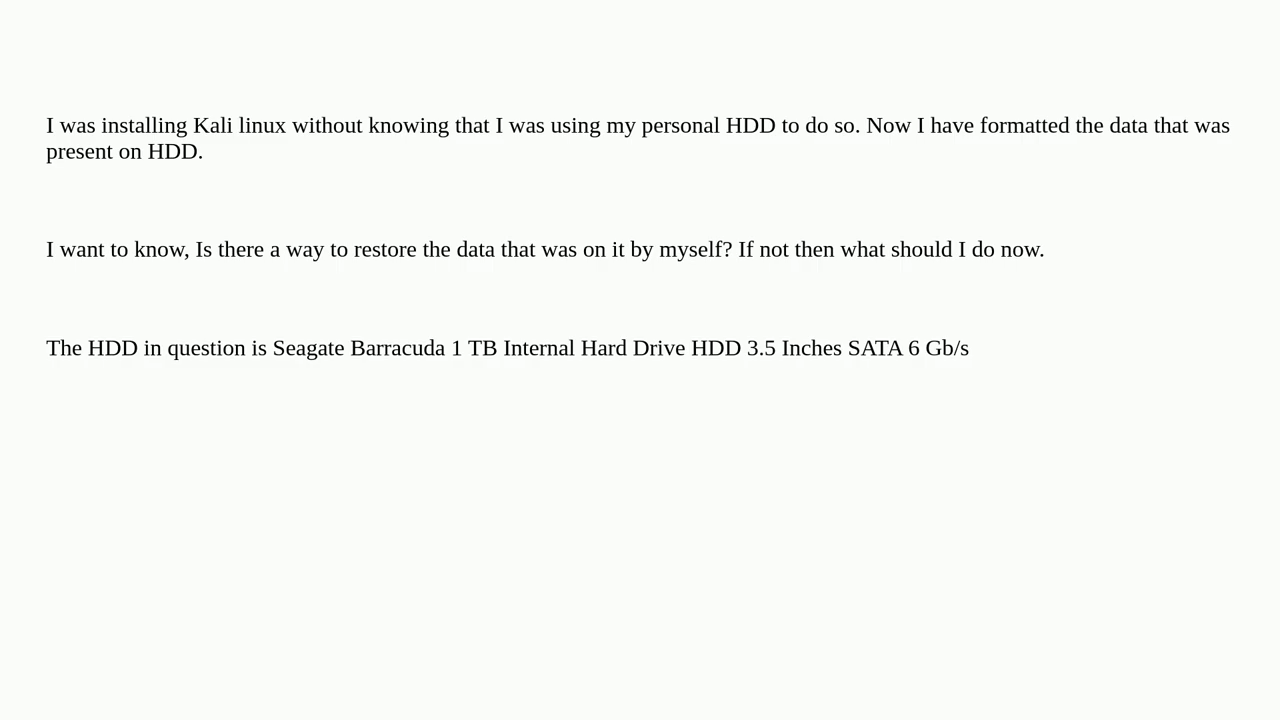 I was installing Kali linux without knowing that I was using my personal HDD to do so. Now I have formatted the data that was
present on HDD.
I want to know, Is there a way to restore the data that was on it by myself? If not then what should I do now.
The HDD in question is Seagate Barracuda 1 TB Internal Hard Drive HDD 3.5 Inches SATA 6 Gb/s